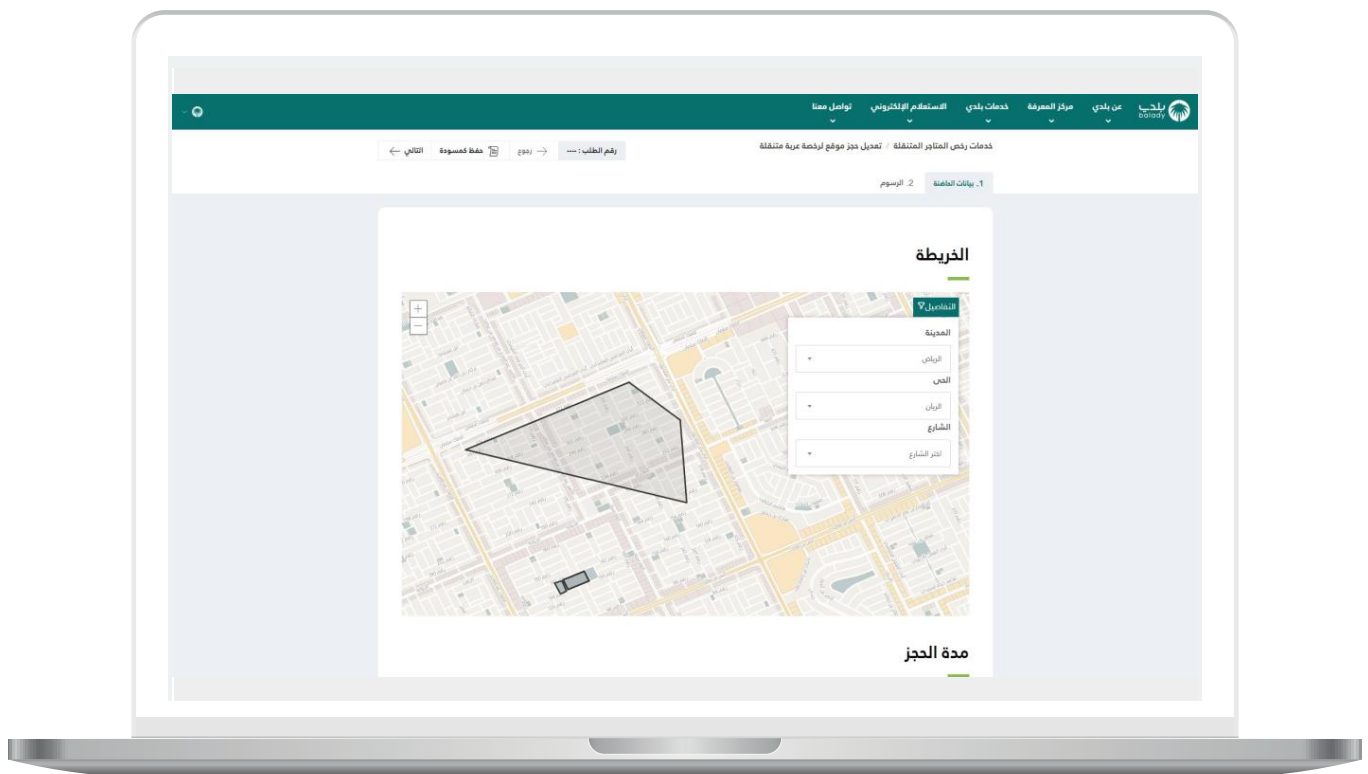 بلدي
balady
عن بلدي
مركز المعرفة
خدمات بلدي
الاستعلام الإلكتروني
تواصل معنا
خدمات رخص المتاجر المتنقلة / تعديل حجز موقع لرخصة عربة متنقلة
رقم الطلب : ----
رجوع
حفظ كمسودة
التالي
1. بيانات الحاضنة
2. الرسوم
الخريطة
التفاصيل
المدينة
الرياض
الحي
الريان
الشارع
اختر الشارع
+
−
مدة الحجز